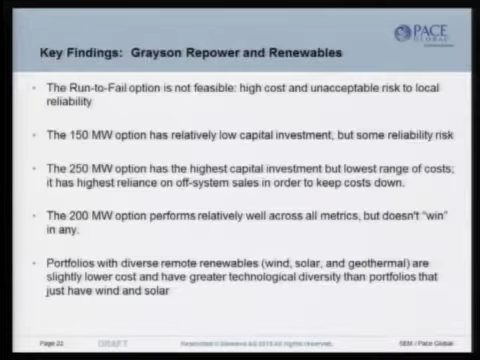 PACE
GLOBAL
Key Findings: Grayson Repower and Renewables
• The Run-to-Fail option is not feasible: high cost and unacceptable risk to local
reliability
• The 150 MW option has relatively low capital investment, but some reliability risk
• The 250 MW option has the highest capital investment but lowest range of costs;
it has highest reliance on off-system sales in order to keep costs down.
• The 200 MW option performs relatively well across all metrics, but doesn't "win"
in any.
• Portfolios with diverse remote renewables (wind, solar, and geothermal) are
slightly lower cost and have greater technological diversity than portfolios that
just have wind and solar
Page 22 DRAFT All rights reserved. SEM / Pace Global